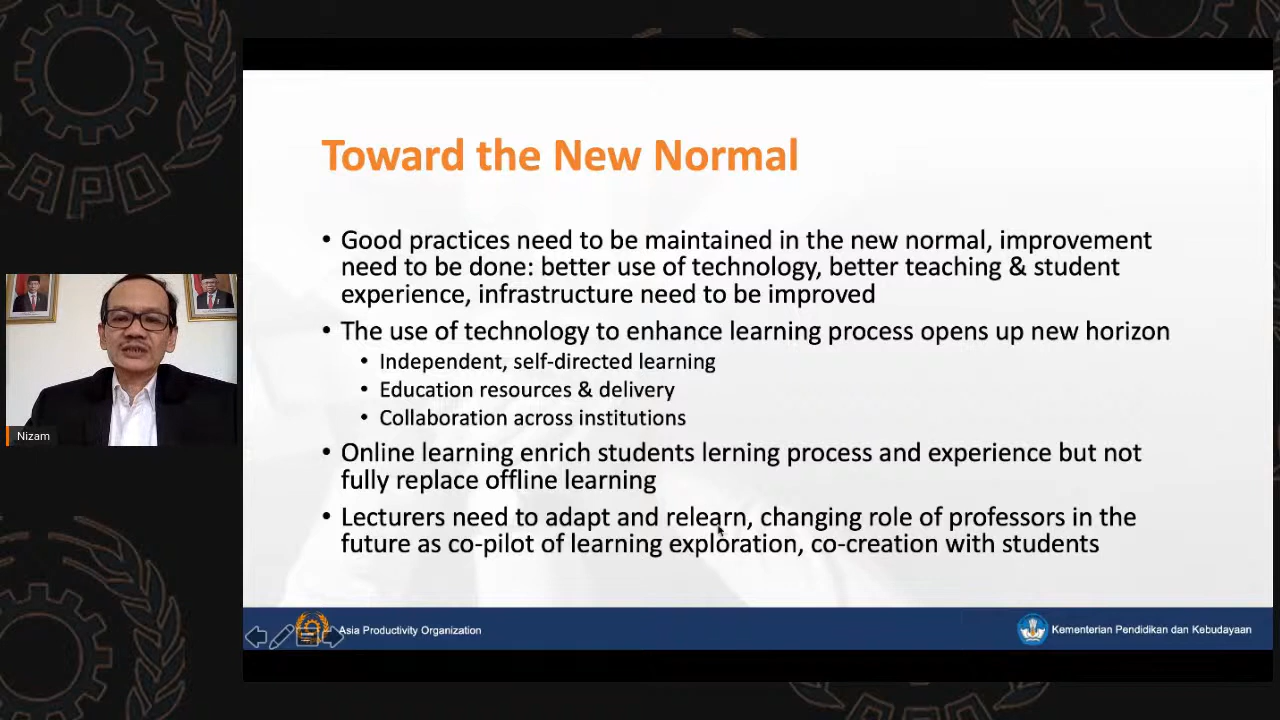 APO
Toward the New Normal
• Good practices need to be maintained in the new normal, improvement
need to be done: better use of technology, better teaching & student
experience, infrastructure need to be improved
• The use of technology to enhance learning process opens up new horizon
• Independent, self-directed learning
• Education resources & delivery
• Collaboration across institutions
• Online learning enrich students lerning process and experience but not
fully replace offline learning
• Lecturers need to adapt and relearn, changing role of professors in the
future as co-pilot of learning exploration, co-creation with students
Nizam
Asia Productivity Organization
Kementerian Pendidikan dan Kebudayaan
APO